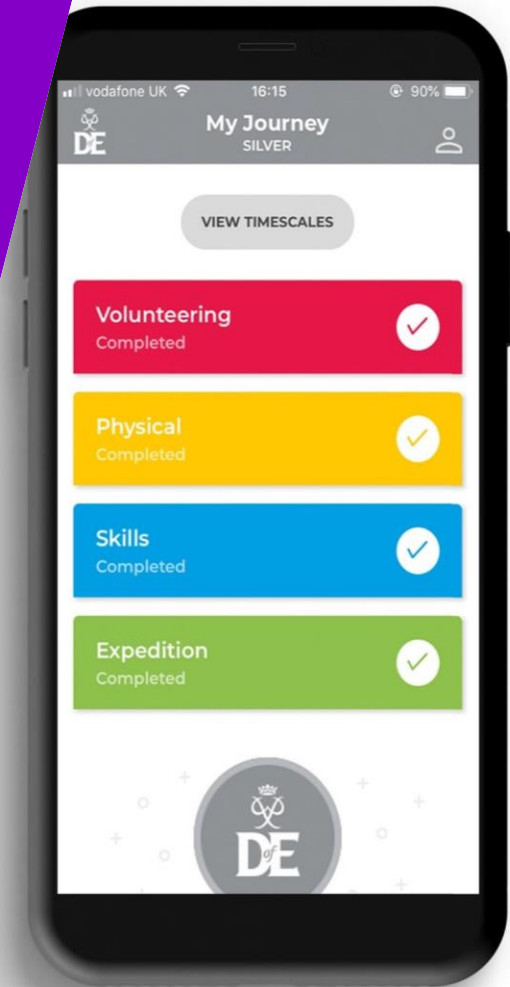 vodafone UK 16:15 90%
DofE My Journey
SILVER
VIEW TIMESCALES
Volunteering
Completed
Physical
Completed
Skills
Completed
Expedition
Completed
DofE